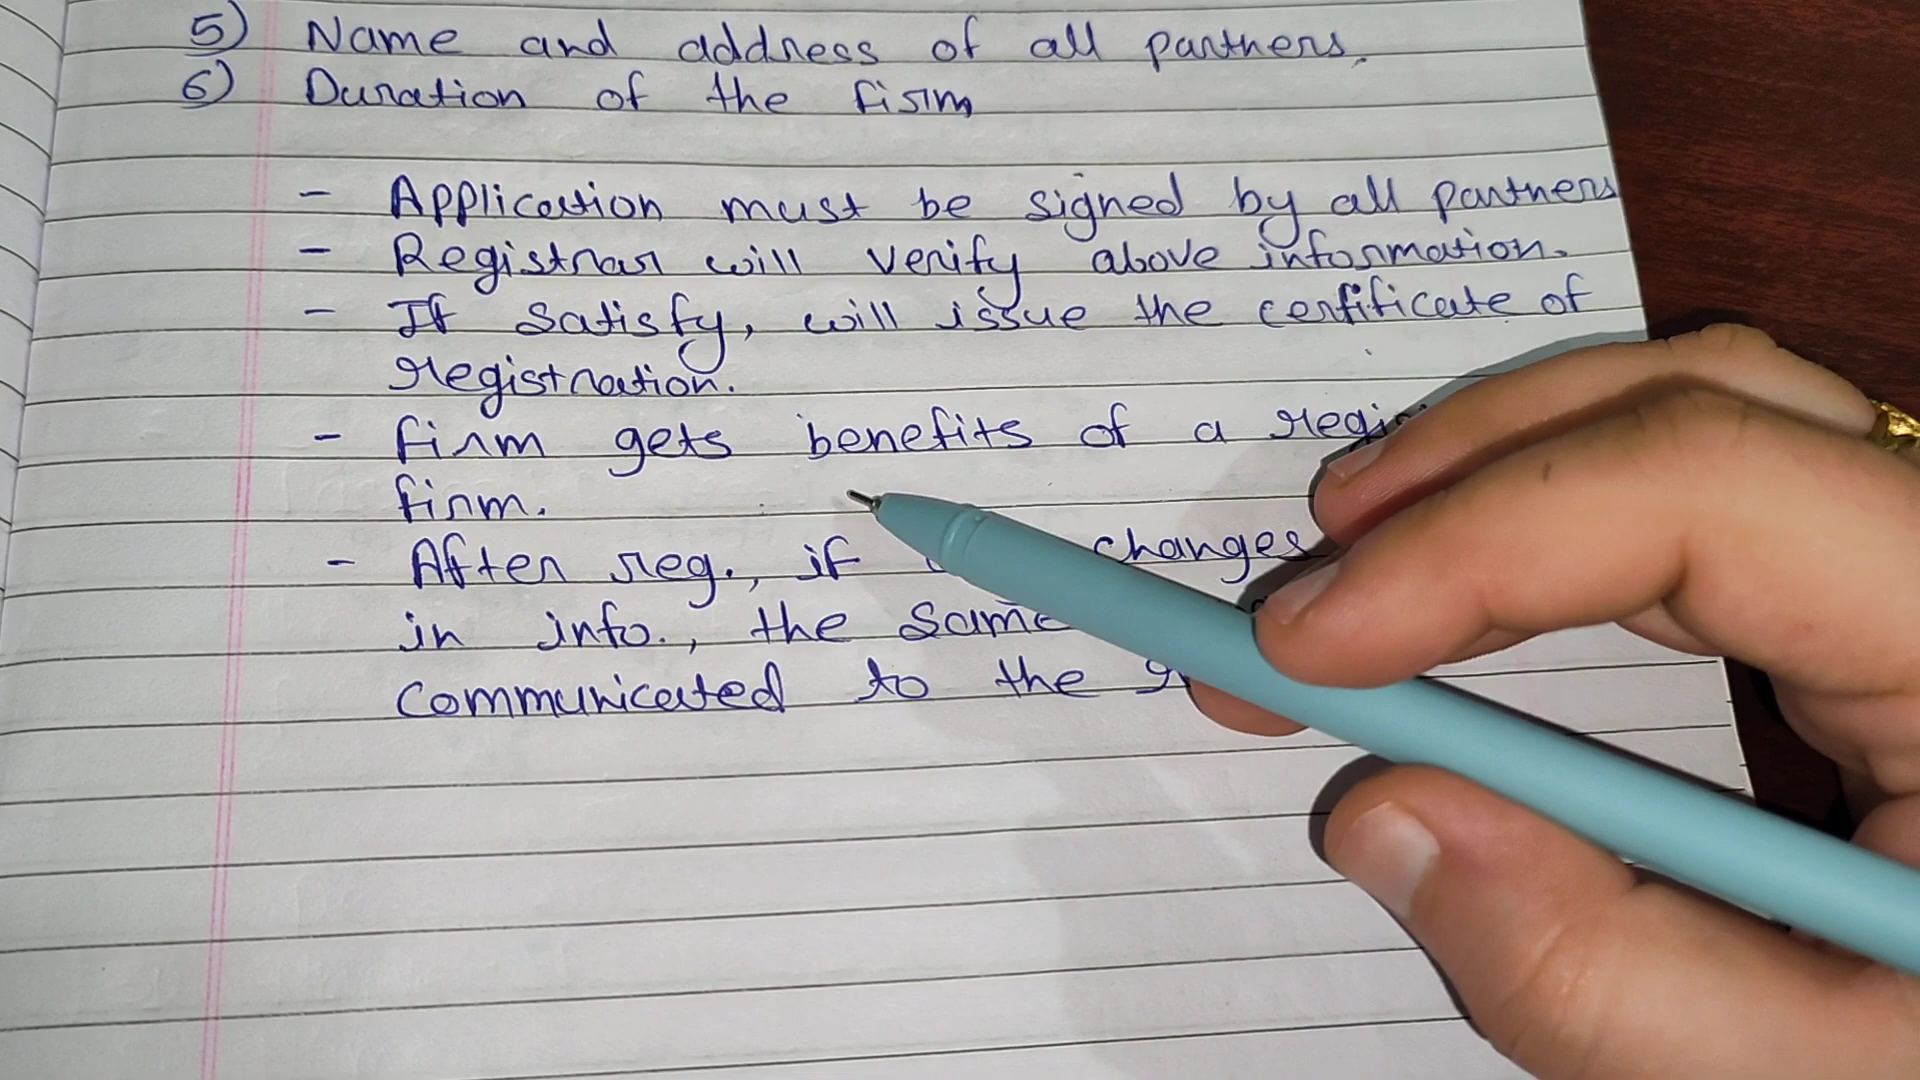 5) Name and address of all partners.
6) Duration of the firm
- Application must be signed by all partners
- Registrar will verify above information.
- If satisfy, will issue the certificate of
registration.
- firm gets benefits of a
firm.
- After reg., if changes
in info., the same
communicated to the